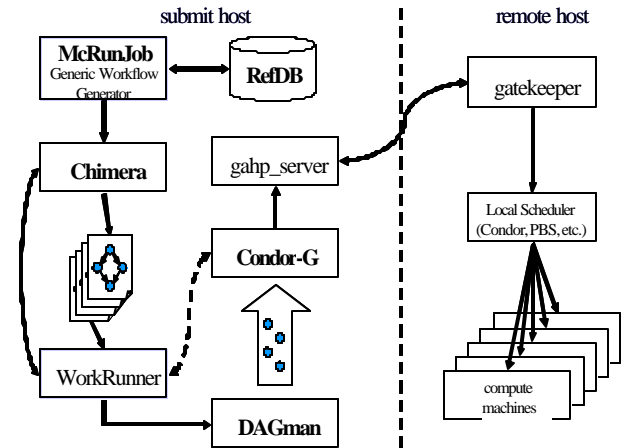 submit host
remote host
McRunJob
Generic Workflow
Generator
RefDB
gatekeeper
Chimera
gahp_server
Local Scheduler
(Condor, PBS, etc.)
Condor-G
WorkRunner
compute
machines
DAGman